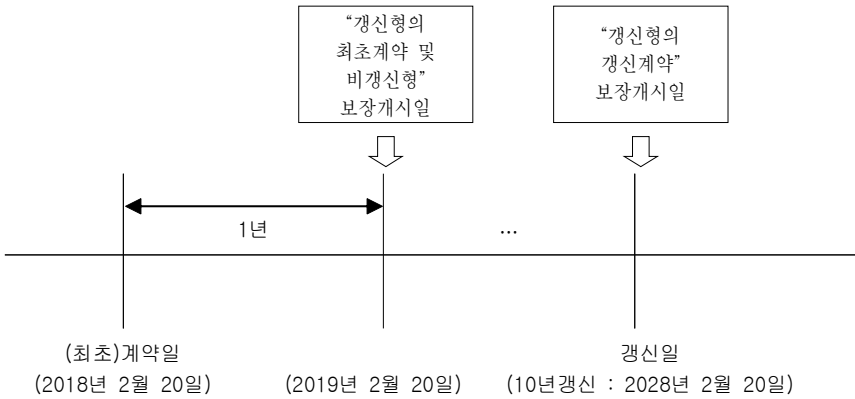 “갱신형의
최초계약 및
비갱신형”
보장개시일
“갱신형의
갱신계약”
보장개시일
1년
...
(최초)계약일
(2018년 2월 20일)
(2019년 2월 20일)
갱신일
(10년갱신 : 2028년 2월 20일)